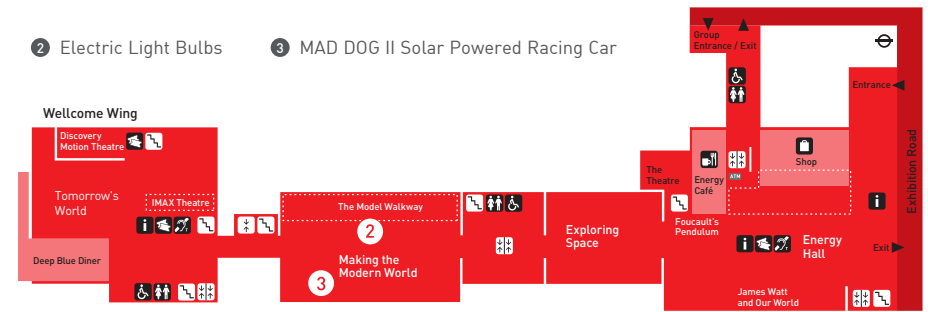 2 Electric Light Bulbs
3 MAD DOG II Solar Powered Racing Car
Group
Entrance / Exit
Entrance
Exhibition Road
Exit
Wellcome Wing
Discovery
Motion Theatre
Tomorrow's
World
IMAX Theatre
i
Deep Blue Diner
The Model Walkway
2
Making the
Modern World
3
Exploring
Space
The
Theatre
Energy
Café
ATM
Shop
Foucault's
Pendulum
i
i
Energy
Hall
James Watt
and Our World